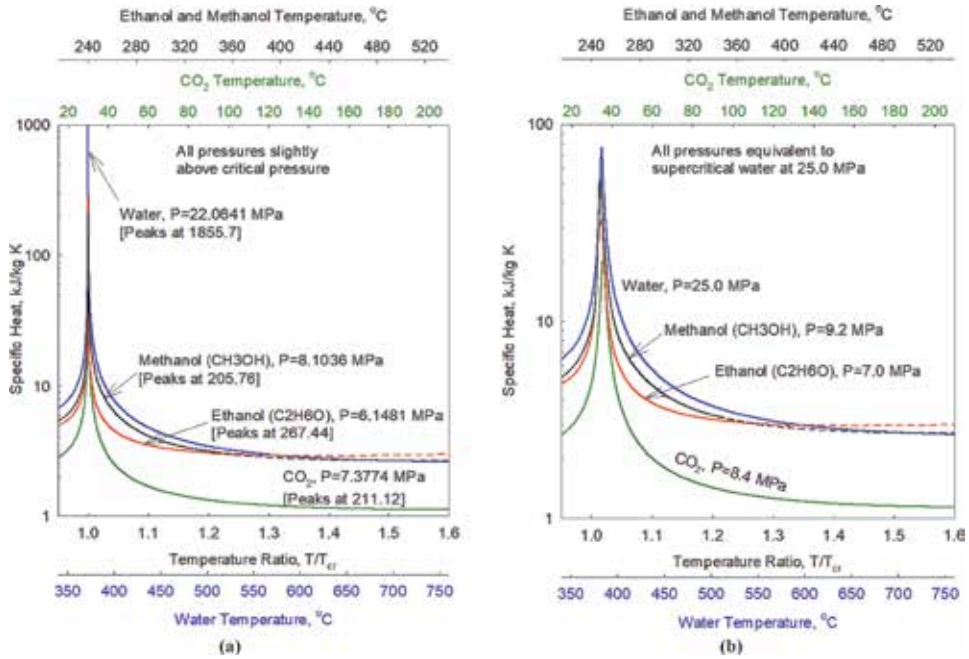 Ethanol and Methanol Temperature, °C
240 280 320 360 400 440 480 520
CO2 Temperature, °C
20 40 60 80 100 120 140 160 180 200
1000
100
10
1
Specific Heat, kJ/kg K
All pressures slightly
above critical pressure
Water, P=22.0641 MPa
[Peaks at 1855.7]
Methanol (CH3OH), P=8.1036 MPa
[Peaks at 205.76]
Ethanol (C2H6O), P=6.1481 MPa
[Peaks at 267.44]
CO2, P=7.3774 MPa
[Peaks at 211.12]
1.0 1.1 1.2 1.3 1.4 1.5 1.6
Temperature Ratio, T/Tcr
350 400 450 500 550 600 650 700 750
Water Temperature, °C
(a)
Ethanol and Methanol Temperature, °C
240 280 320 360 400 440 480 520
CO2 Temperature, °C
20 40 60 80 100 120 140 160 180 200
100
10
1
Specific Heat, kJ/kg K
All pressures equivalent to
supercritical water at 25.0 MPa
Water, P=25.0 MPa
Methanol (CH3OH), P=9.2 MPa
Ethanol (C2H6O), P=7.0 MPa
CO2, P=8.4 MPa
1.0 1.1 1.2 1.3 1.4 1.5 1.6
Temperature Ratio, T/Tcr
350 400 450 500 550 600 650 700 750
Water Temperature, °C
(b)